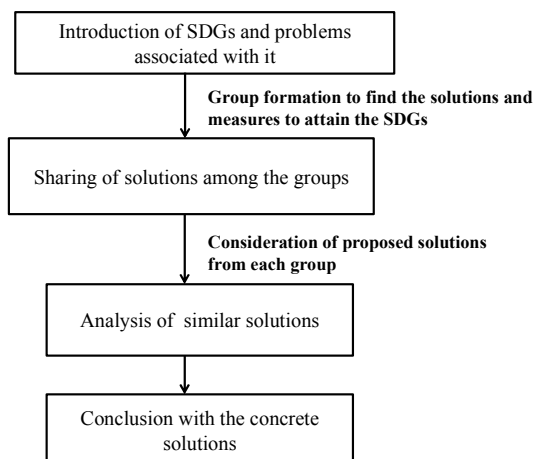 Introduction of SDGs and problems
associated with it
Group formation to find the solutions and
measures to attain the SDGs
Sharing of solutions among the groups
Consideration of proposed solutions
from each group
Analysis of similar solutions
Conclusion with the concrete
solutions